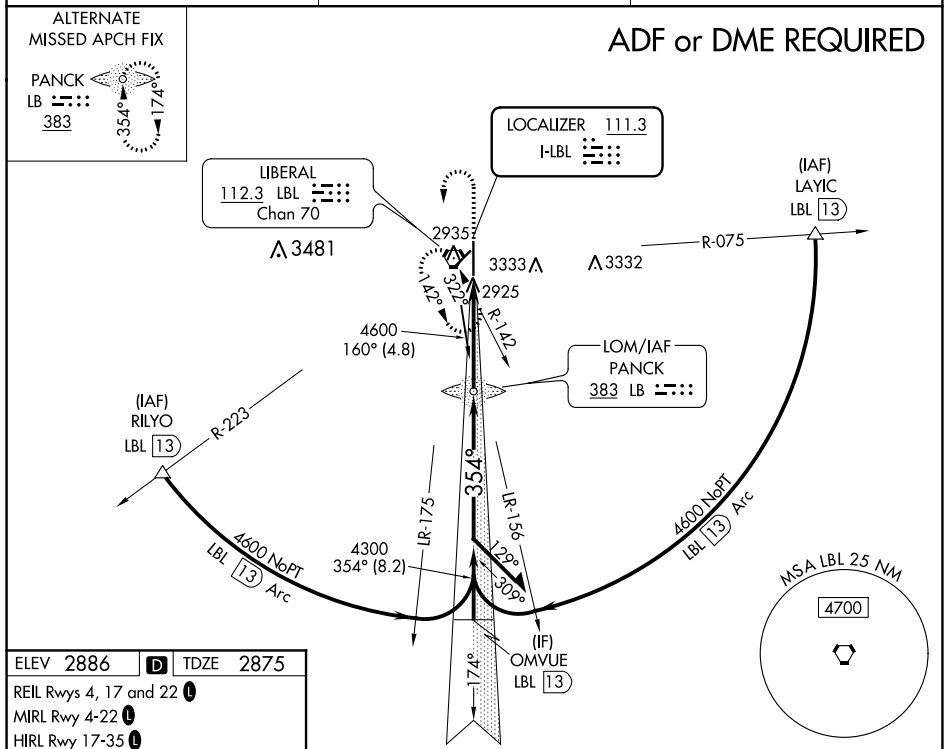 ALTERNATE
MISSED APCH FIX
PANCK
LB
383
354°
174°
ADF or DME REQUIRED
LOCALIZER 111.3
I-LBL
LIBERAL
112.3 LBL
Chan 70
(IAF)
LAYIC
LBL 13
R-075
3481
2935
3333
3332
2925
142°
322°
R-142
4600
160° (4.8)
LOM/IAF
PANCK
383 LB
(IAF)
RILYO
LBL 13
R-223
354°
LR-175
LR-156
4600 NoPT
LBL 13 Arc
4600 NoPT
LBL 13 Arc
4300
354° (8.2)
129°
309°
174°
(IF)
OMVUE
LBL 13
MSA LBL 25 NM
4700
ELEV 2886 D TDZE 2875
REIL Rwys 4, 17 and 22 L
MIRL Rwy 4-22 L
HIRL Rwy 17-35 L